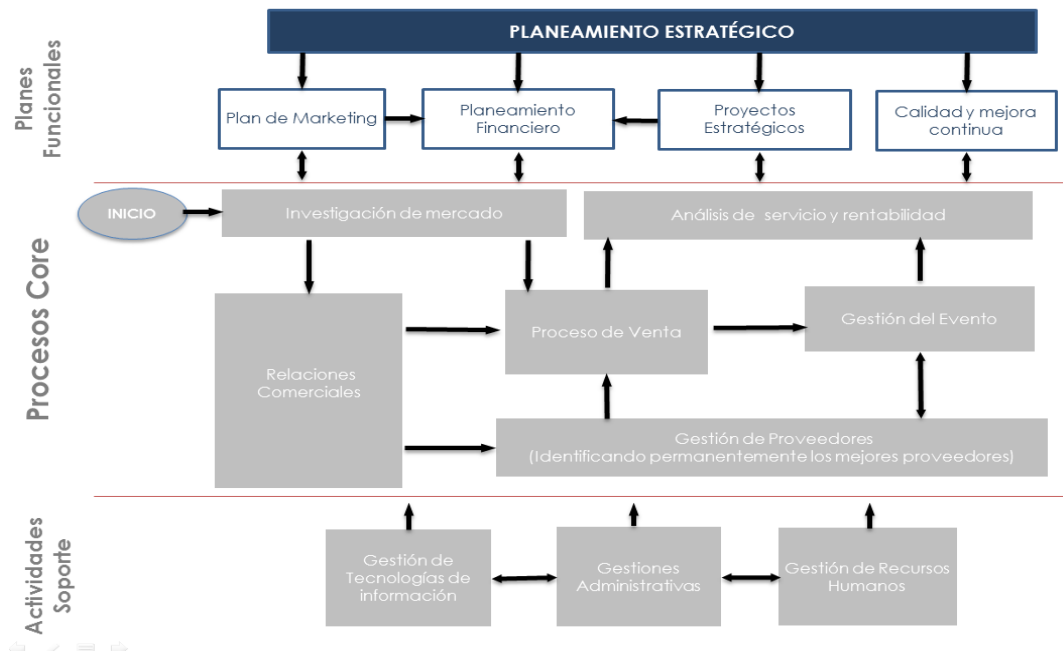 PLANEAMIENTO ESTRATÉGICO
Planes
Funcionales
Plan de Marketing
Planeamiento
Financiero
Proyectos
Estratégicos
Calidad y mejora
continua
INICIO
Investigación de mercado
Análisis de servicio y rentabilidad
Procesos Core
Relaciones
Comerciales
Proceso de Venta
Gestión del Evento
Gestión de Proveedores
(Identificando permanentemente los mejores proveedores)
Actividades
Soporte
Gestión de
Tecnologías de
información
Gestiones
Administrativas
Gestión de Recursos
Humanos